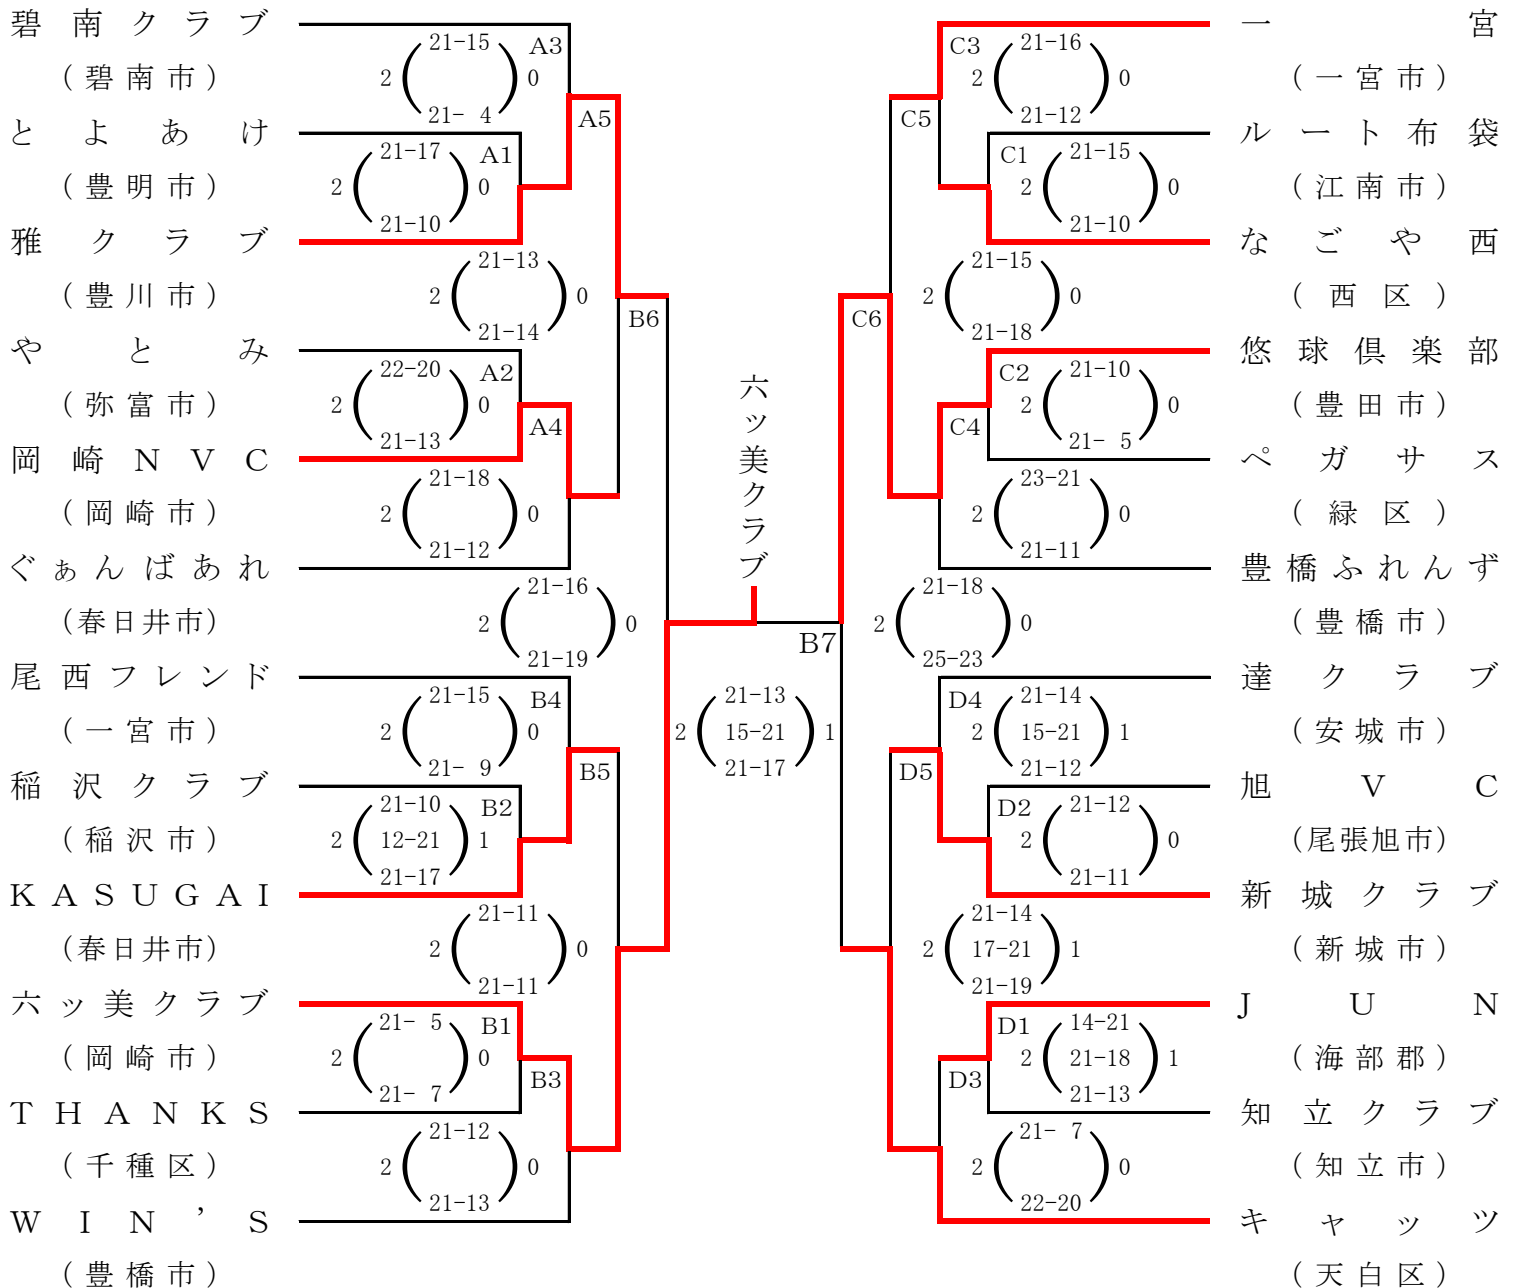 碧南クラブ
(碧南市)
とよあけ
(豊明市)
雅クラブ
(豊川市)
やとみ
(弥富市)
岡崎NVC
(岡崎市)
ぐぁんばあれ
(春日井市)
尾西フレンド
(一宮市)
稲沢クラブ
(稲沢市)
KASUGAI
(春日井市)
六ッ美クラブ
(岡崎市)
THANKS
(千種区)
WIN’S
(豊橋市)
21-15
A3
2 0
21- 4
A5
21-17
A1
2 0
21-10
21-13
2 0
21-14
B6
22-20
A2
2 0
21-13
A4
21-18
2 0
21-12
21-16
2 0
21-19
21-15
B4
2 0
21- 9
B5
21-10
B2
2 12-21 1
21-17
21-11
2 0
21-11
21- 5
B1
2 0
21- 7
B3
21-12
2 0
21-13
六ッ美クラブ
B7
21-13
2 15-21 1
21-17
C3
21-16
2 0
21-12
C5
C1
21-15
2 0
21-10
21-15
2 0
21-18
C6
C2
21-10
2 0
21- 5
C4
23-21
2 0
21-11
21-18
2 0
25-23
D4
21-14
2 15-21 1
21-12
D5
D2
21-12
2 0
21-11
21-14
2 17-21 1
21-19
D1
14-21
2 21-18 1
21-13
D3
21- 7
2 0
22-20
一宮
(一宮市)
ルート布袋
(江南市)
なごや西
(西区)
悠球倶楽部
(豊田市)
ペガサス
(緑区)
豊橋ふれんず
(豊橋市)
達クラブ
(安城市)
旭VC
(尾張旭市)
新城クラブ
(新城市)
JUN
(海部郡)
知立クラブ
(知立市)
キャッツ
(天白区)